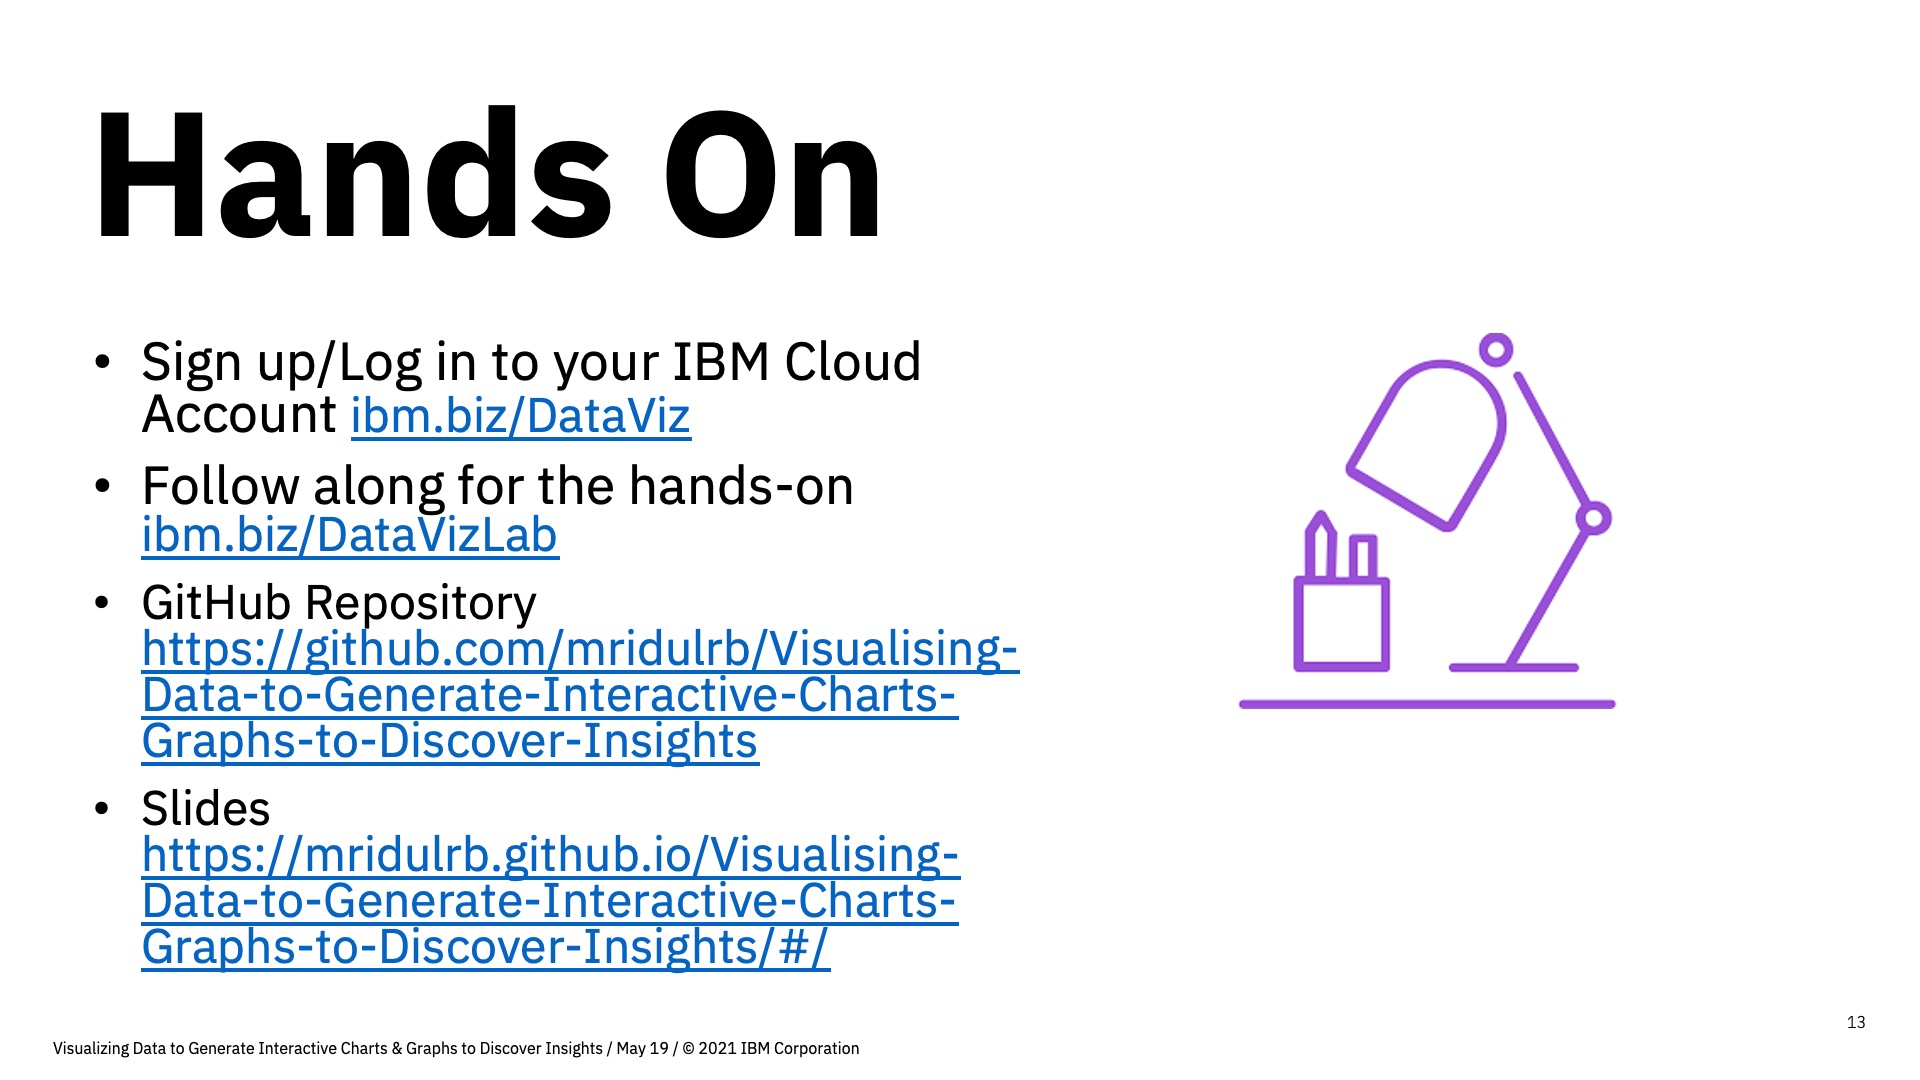 Hands On
• Sign up/Log in to your IBM Cloud
Account ibm.biz/DataViz
• Follow along for the hands-on
ibm.biz/DataVizLab
• GitHub Repository
https://github.com/mridulrb/Visualising-
Data-to-Generate-Interactive-Charts-
Graphs-to-Discover-Insights
• Slides
https://mridulrb.github.io/Visualising-
Data-to-Generate-Interactive-Charts-
Graphs-to-Discover-Insights/#/
13
Visualizing Data to Generate Interactive Charts & Graphs to Discover Insights / May 19 / © 2021 IBM Corporation